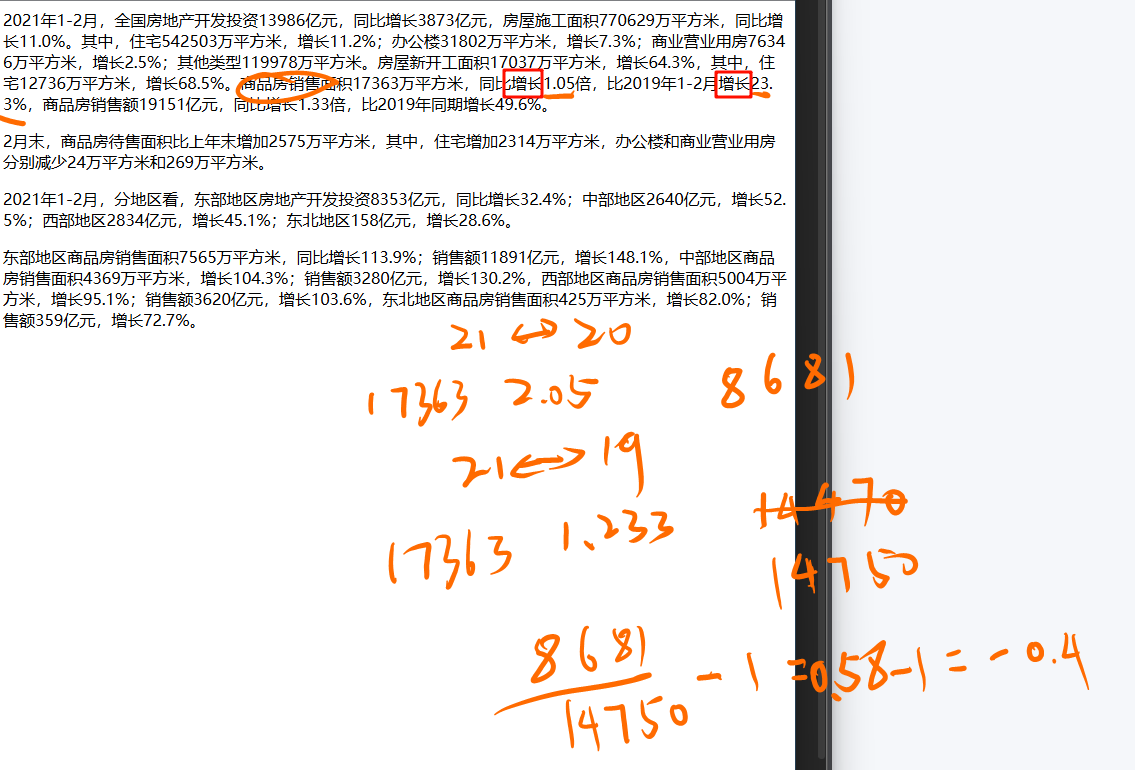 2021年1-2月，全国房地产开发投资13986亿元，同比增长3873亿元，房屋施工面积770629万平方米，同比增
长11.0%。其中，住宅542503万平方米，增长11.2%；办公楼31802万平方米，增长7.3%；商业营业用房7634
6万平方米，增长2.5%；其他类型119978万平方米。房屋新开工面积17037万平方米，增长64.3%，其中，住
宅12736万平方米，增长68.5%。商品房销售面积17363万平方米，同比增长1.05倍，比2019年1-2月增长23.
3%，商品房销售额19151亿元，同比增长1.33倍，比2019年同期增长49.6%。
2月末，商品房待售面积比上年末增加2575万平方米，其中，住宅增加2314万平方米，办公楼和商业营业用房
分别减少24万平方米和269万平方米。
2021年1-2月，分地区看，东部地区房地产开发投资8353亿元，同比增长32.4%；中部地区2640亿元，增长52.
5%；西部地区2834亿元，增长45.1%；东北地区158亿元，增长28.6%。
东部地区商品房销售面积7565万平方米，同比增长113.9%；销售额11891亿元，增长148.1%，中部地区商品
房销售面积4369万平方米，增长104.3%；销售额3280亿元，增长130.2%，西部地区商品房销售面积5004万平
方米，增长95.1%；销售额3620亿元，增长103.6%，东北地区商品房销售面积425万平方米，增长82.0%；销
售额359亿元，增长72.7%。
21 ↔ 20
17363 2.05 8681
21 ↔ 19
14470
17363 1.233
14750
8681
— - 1 = 0.58 - 1 = - 0.4
14750